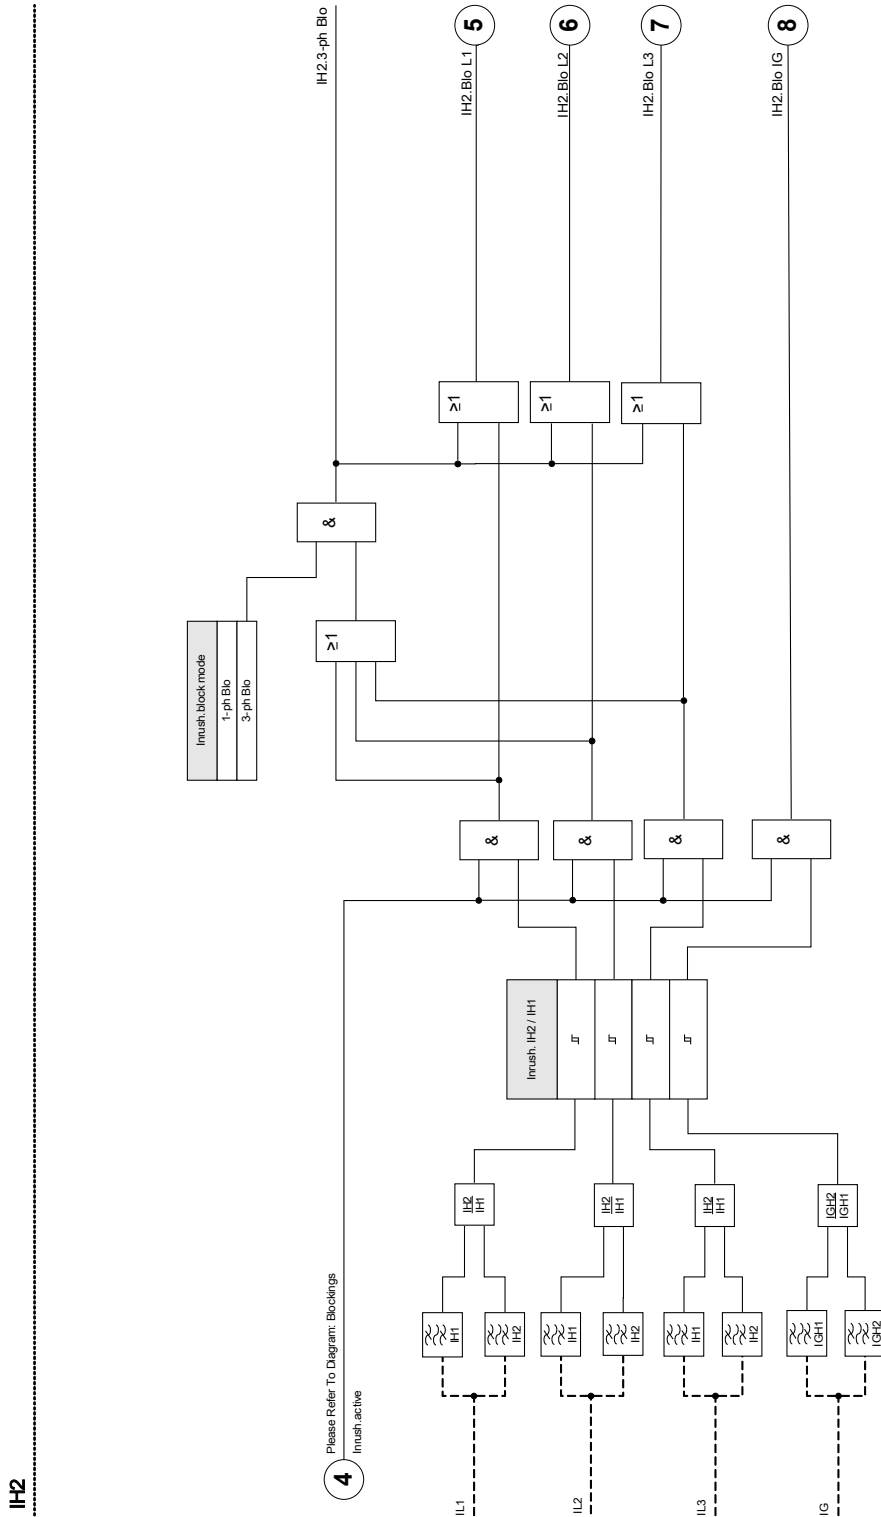 IH2
IH2.3-ph Blo
5
IH2.Blo L1
6
IH2.Blo L2
7
IH2.Blo L3
8
IH2.Blo IG
≥1
≥1
≥1
&
≥1
Inrush.block mode
1-ph Blo
3-ph Blo
&
&
&
&
Inrush. IH2 / IH1
IH2
IH1
IH2
IH1
IH2
IH1
IGH2
IGH1
IH1
IH2
IH1
IH2
IH1
IH2
IGH1
IGH2
4
Please Refer To Diagram: Blockings
Inrush.active
IL1
IL2
IL3
IG